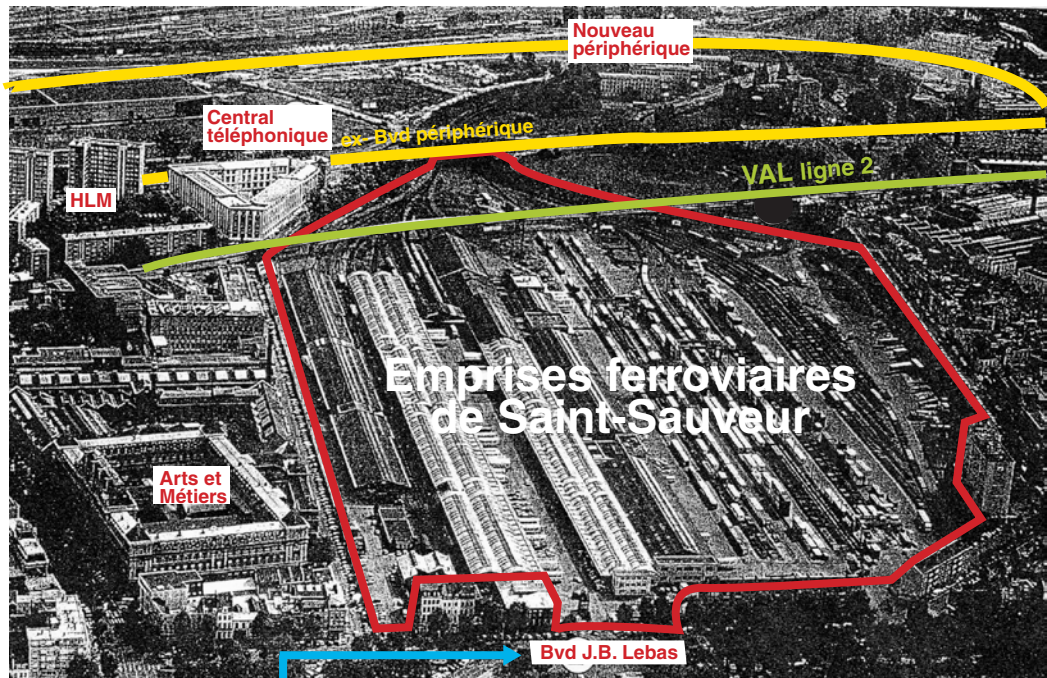 Nouveau
périphérique
Central
téléphonique
ex- Bvd périphérique
HLM
VAL ligne 2
Emprises ferroviaires
de Saint-Sauveur
Arts et
Métiers
Bvd J.B. Lebas